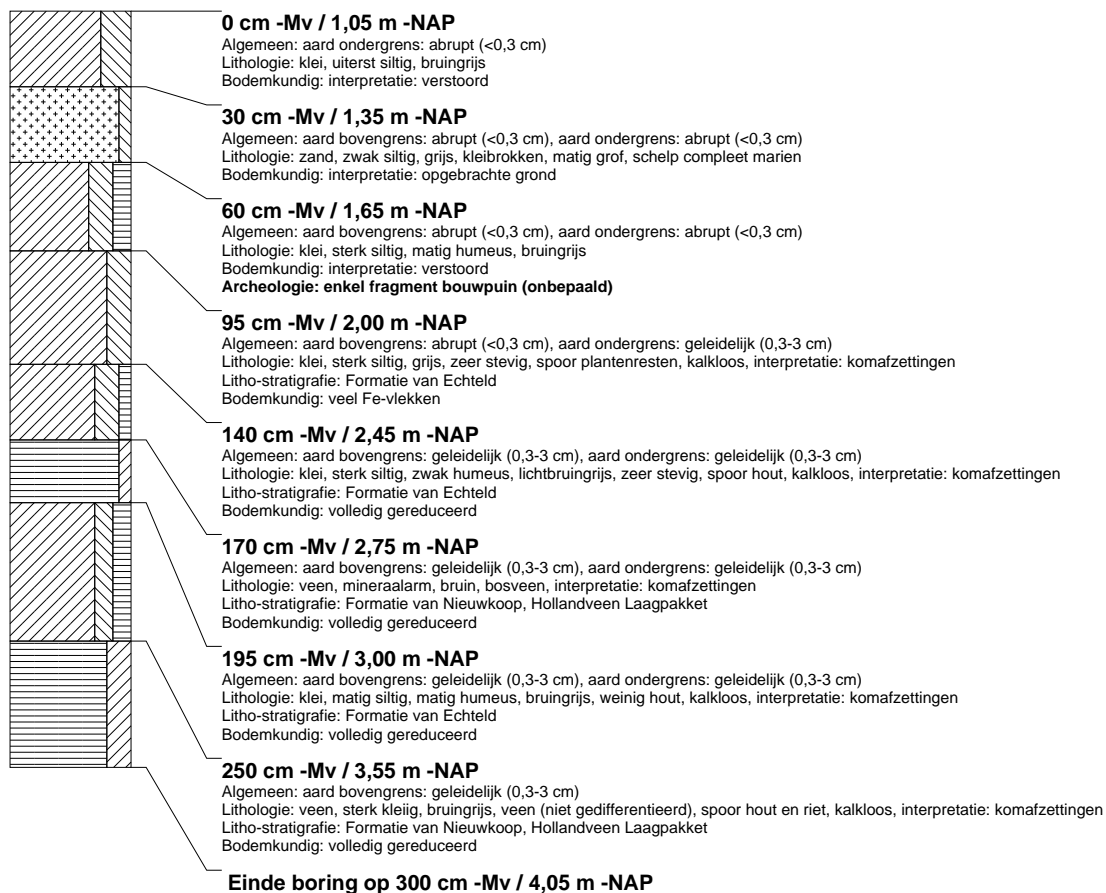 0 cm -Mv / 1,05 m -NAP
Algemeen: aard ondergrens: abrupt (<0,3 cm)
Lithologie: klei, uiterst siltig, bruingrijs
Bodemkundig: interpretatie: verstoord
30 cm -Mv / 1,35 m -NAP
Algemeen: aard bovengrens: abrupt (<0,3 cm), aard ondergrens: abrupt (<0,3 cm)
Lithologie: zand, zwak siltig, grijs, kleibrokken, matig grof, schelp compleet marien
Bodemkundig: interpretatie: opgebrachte grond
60 cm -Mv / 1,65 m -NAP
Algemeen: aard bovengrens: abrupt (<0,3 cm), aard ondergrens: abrupt (<0,3 cm)
Lithologie: klei, sterk siltig, matig humeus, bruingrijs
Bodemkundig: interpretatie: verstoord
Archeologie: enkel fragment bouwpuin (onbepaald)
95 cm -Mv / 2,00 m -NAP
Algemeen: aard bovengrens: abrupt (<0,3 cm), aard ondergrens: geleidelijk (0,3-3 cm)
Lithologie: klei, sterk siltig, grijs, zeer stevig, spoor plantenresten, kalkloos, interpretatie: komafzettingen
Litho-stratigrafie: Formatie van Echteld
Bodemkundig: veel Fe-vlekken
140 cm -Mv / 2,45 m -NAP
Algemeen: aard bovengrens: geleidelijk (0,3-3 cm), aard ondergrens: geleidelijk (0,3-3 cm)
Lithologie: klei, sterk siltig, zwak humeus, lichtbruingrijs, zeer stevig, spoor hout, kalkloos, interpretatie: komafzettingen
Litho-stratigrafie: Formatie van Echteld
Bodemkundig: volledig gereduceerd
170 cm -Mv / 2,75 m -NAP
Algemeen: aard bovengrens: geleidelijk (0,3-3 cm), aard ondergrens: geleidelijk (0,3-3 cm)
Lithologie: veen, mineraalarm, bruin, bosveen, interpretatie: komafzettingen
Litho-stratigrafie: Formatie van Nieuwkoop, Hollandveen Laagpakket
Bodemkundig: volledig gereduceerd
195 cm -Mv / 3,00 m -NAP
Algemeen: aard bovengrens: geleidelijk (0,3-3 cm), aard ondergrens: geleidelijk (0,3-3 cm)
Lithologie: klei, matig siltig, matig humeus, bruingrijs, weinig hout, kalkloos, interpretatie: komafzettingen
Litho-stratigrafie: Formatie van Echteld
Bodemkundig: volledig gereduceerd
250 cm -Mv / 3,55 m -NAP
Algemeen: aard bovengrens: geleidelijk (0,3-3 cm)
Lithologie: veen, sterk kleiig, bruingrijs, veen (niet gedifferentieerd), spoor hout en riet, kalkloos, interpretatie: komafzettingen
Litho-stratigrafie: Formatie van Nieuwkoop, Hollandveen Laagpakket
Bodemkundig: volledig gereduceerd
Einde boring op 300 cm -Mv / 4,05 m -NAP